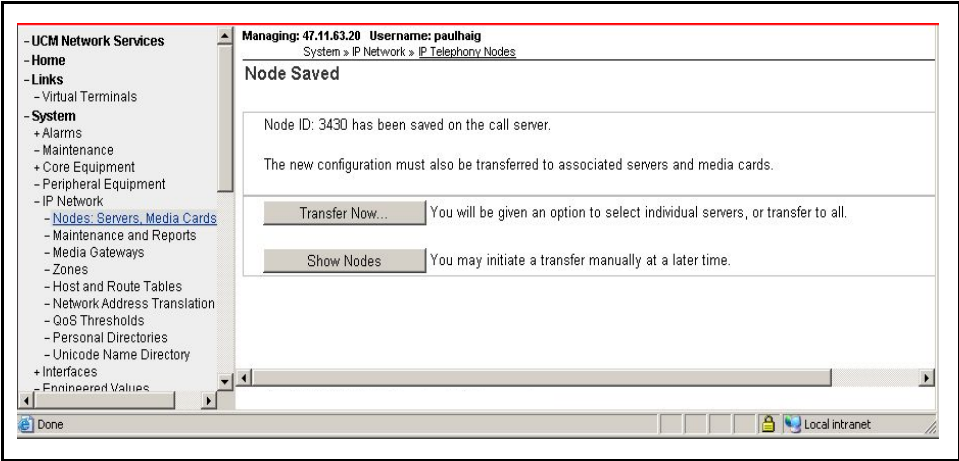 - UCM Network Services
- Home
- Links
- Virtual Terminals
- System
+ Alarms
- Maintenance
+ Core Equipment
- Peripheral Equipment
- IP Network
- Nodes: Servers, Media Cards
- Maintenance and Reports
- Media Gateways
- Zones
- Host and Route Tables
- Network Address Translation
- QoS Thresholds
- Personal Directories
- Unicode Name Directory
+ Interfaces
- Engineered Values
Managing: 47.11.63.20 Username: paulhaig
System » IP Network » IP Telephony Nodes
Node Saved
Node ID: 3430 has been saved on the call server.
The new configuration must also be transferred to associated servers and media cards.
Transfer Now... You will be given an option to select individual servers, or transfer to all.
Show Nodes You may initiate a transfer manually at a later time.
Done Local intranet